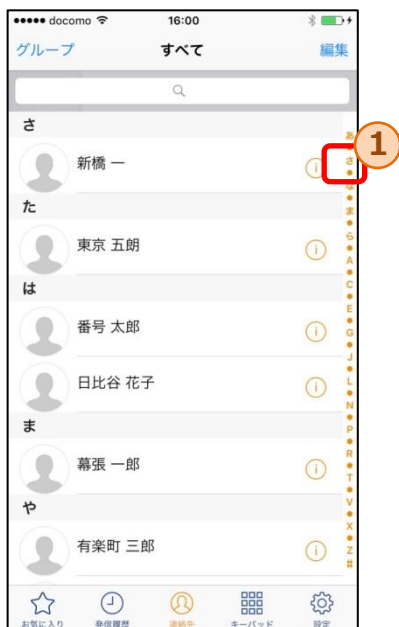 docomo 16:00
グループ すべて 編集
さ
新橋 一
た
東京 五朗
は
番号 太郎
日比谷 花子
ま
幕張 一郎
や
有楽町 三郎
あ
さ
な
ま
ら
A
C
E
G
J
L
N
P
R
T
V
X
Z
#
1
お気に入り 発信履歴 連絡先 キーパッド 設定